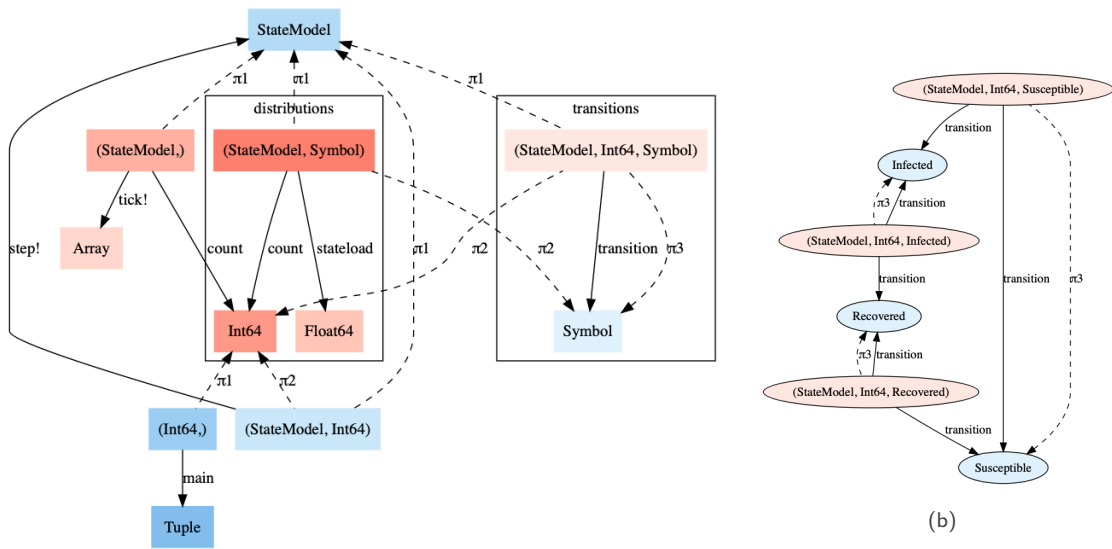 StateModel
π1
π1
π1
distributions
transitions
(StateModel,)
(StateModel, Symbol)
(StateModel, Int64, Symbol)
tick!
Array
step!
count
count
stateload
π1
π2
π2
transition
π3
Int64
Float64
Symbol
π1
π2
(Int64,)
(StateModel, Int64)
main
Tuple
(StateModel, Int64, Susceptible)
transition
Infected
π3
transition
(StateModel, Int64, Infected)
transition
transition
π3
Recovered
π3
transition
(StateModel, Int64, Recovered)
transition
Susceptible
(b)